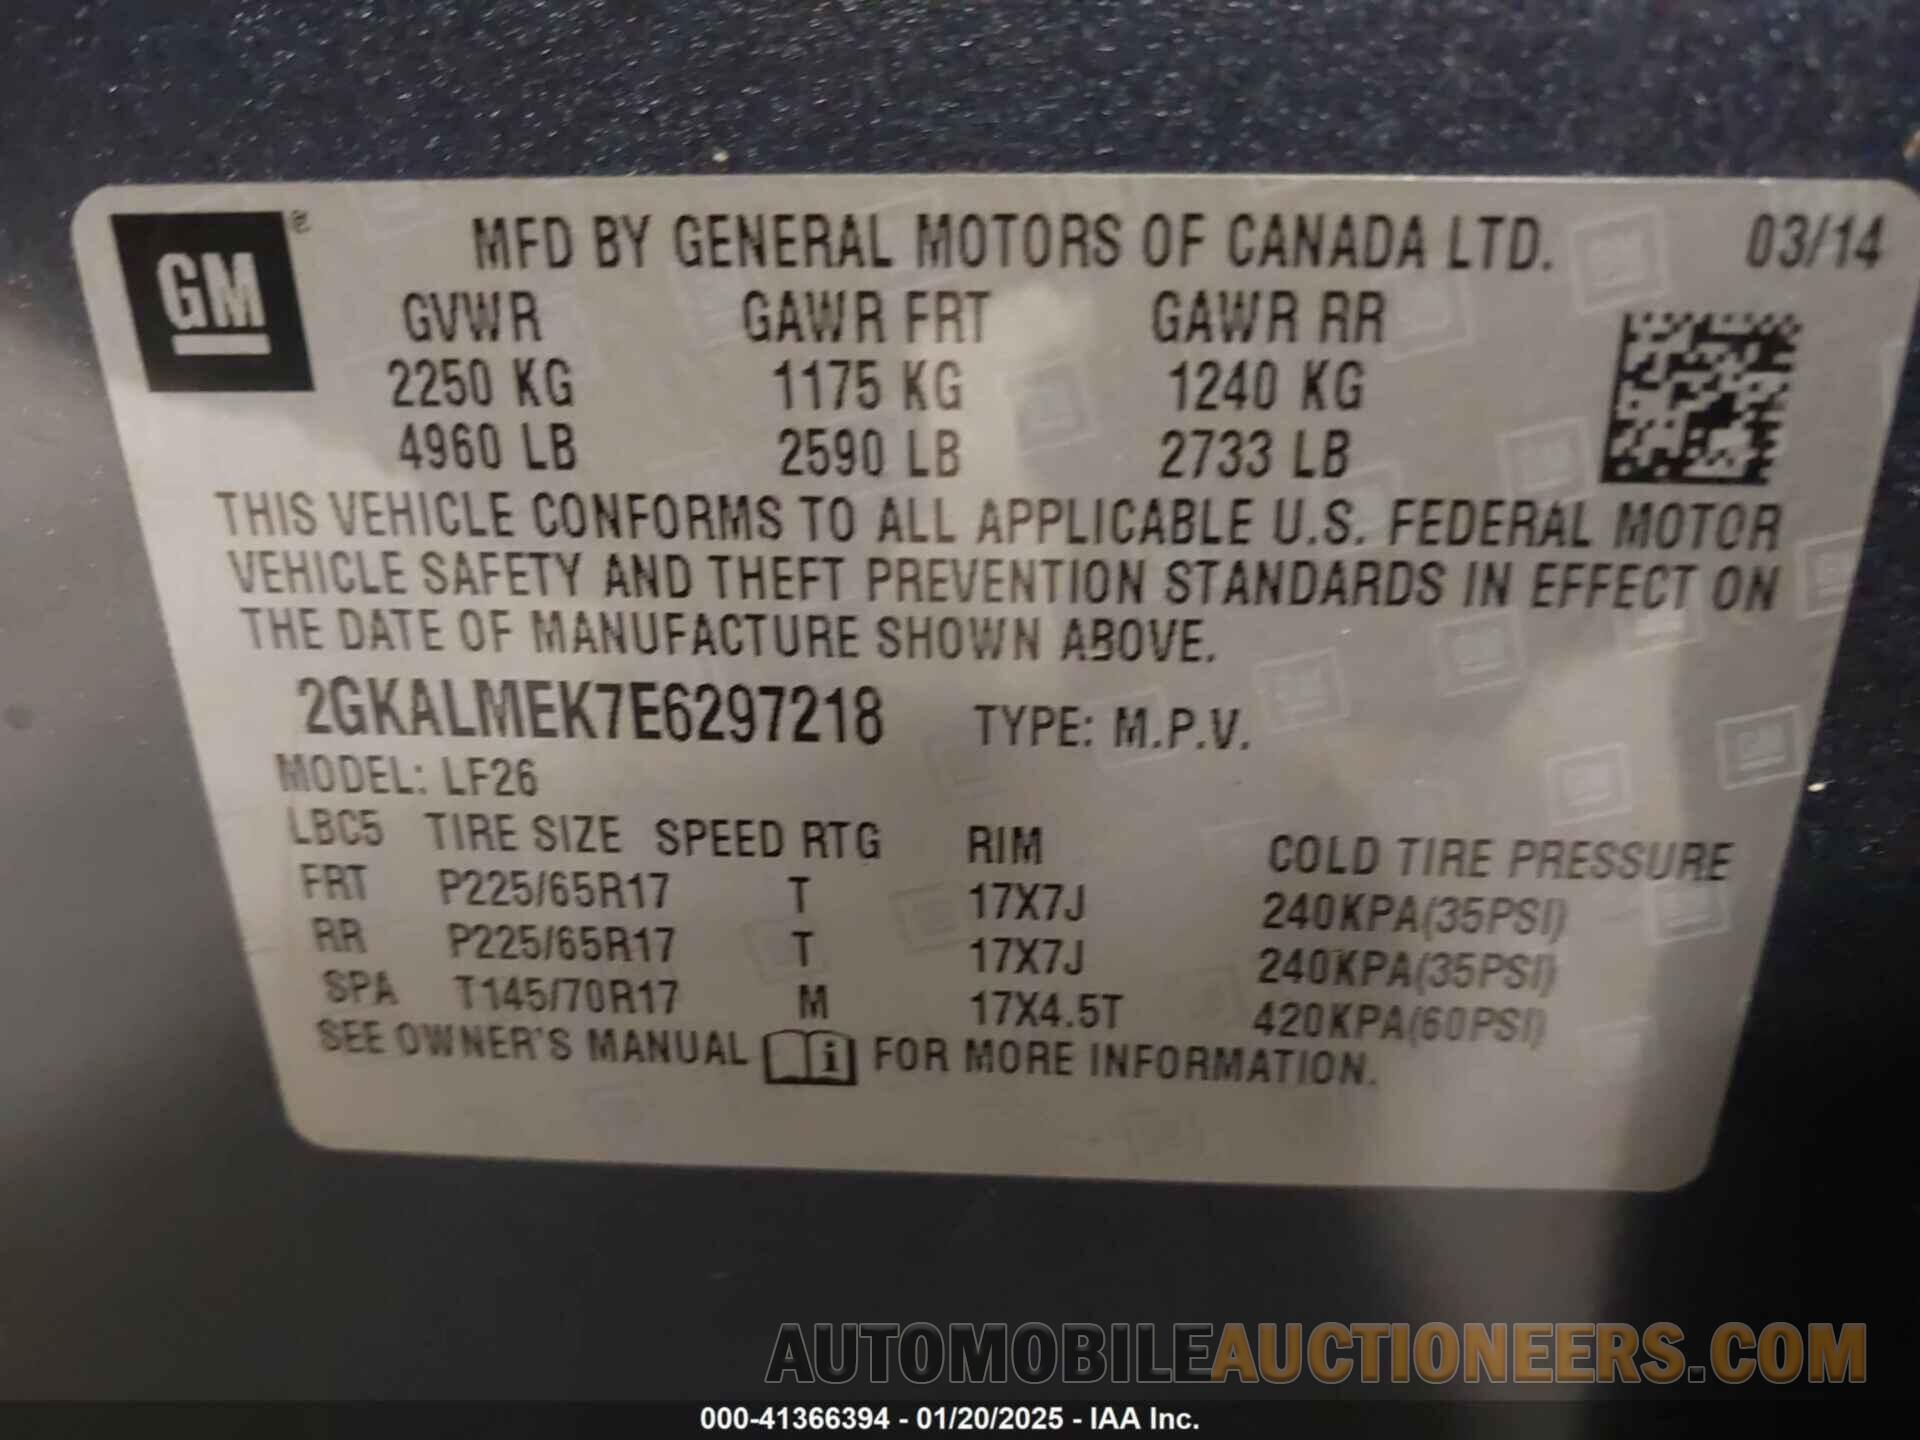 GM ® MFD BY GENERAL MOTORS OF CANADA LTD. 03/14
GVWR GAWR FRT GAWR RR
2250 KG 1175 KG 1240 KG
4960 LB 2590 LB 2733 LB
THIS VEHICLE CONFORMS TO ALL APPLICABLE U.S. FEDERAL MOTOR
VEHICLE SAFETY AND THEFT PREVENTION STANDARDS IN EFFECT ON
THE DATE OF MANUFACTURE SHOWN ABOVE.
2GKALMEK7E6297218 TYPE: M.P.V.
MODEL: LF26
LBC5 TIRE SIZE SPEED RTG RIM COLD TIRE PRESSURE
FRT P225/65R17 T 17X7J 240KPA(35PSI)
RR P225/65R17 T 17X7J 240KPA(35PSI)
SPA T145/70R17 M 17X4.5T 420KPA(60PSI)
SEE OWNER'S MANUAL i FOR MORE INFORMATION.
AUTOMOBILEAUCTIONEERS.COM
000-41366394 - 01/20/2025 - IAA Inc.